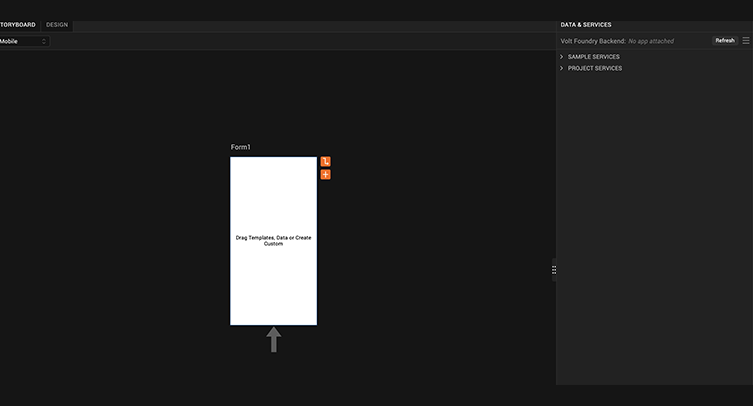 TORYBOARD DESIGN
DATA & SERVICES
Mobile
Volt Foundry Backend: No app attached Refresh
SAMPLE SERVICES
PROJECT SERVICES
Form1
Drag Templates, Data or Create
Custom